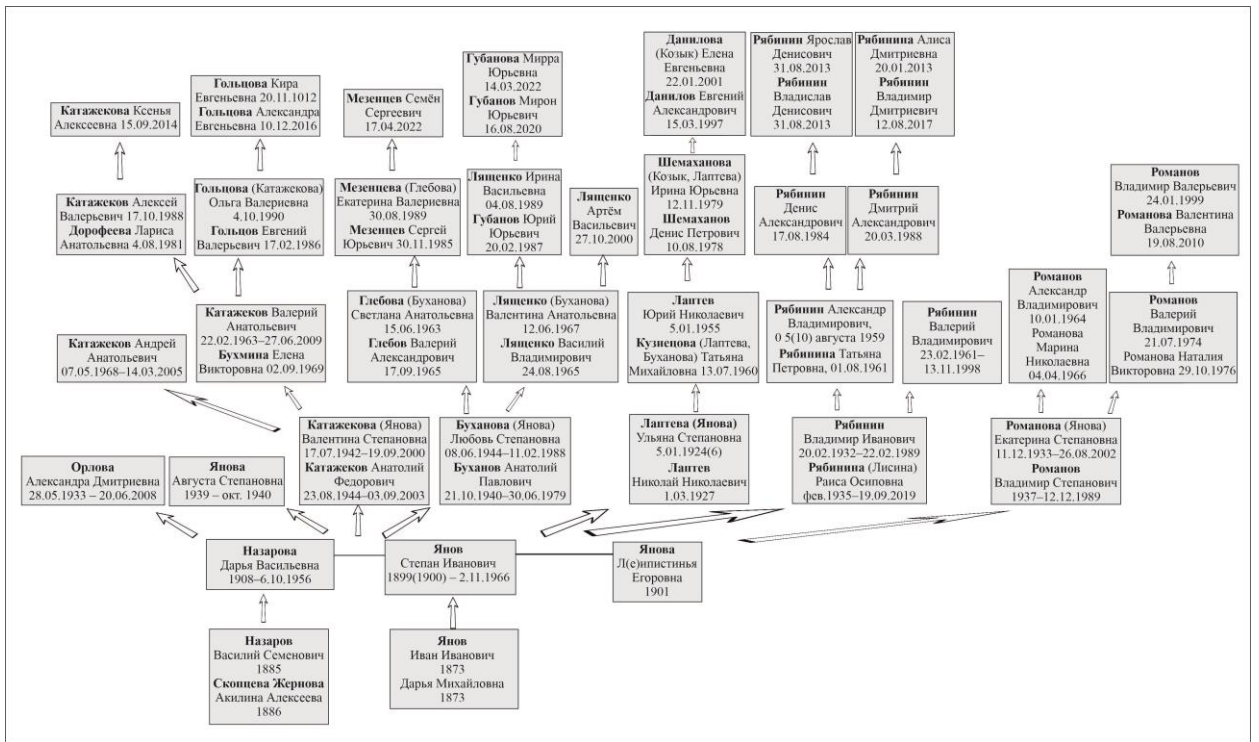 Катажекова Ксенья
Алексеевна 15.09.2014
Гольцова Кира
Евгеньевна 20.11.1012
Гольцова Александра
Евгеньевна 10.12.2016
Мезенцев Семён
Сергеевич
17.04.2022
Губанова Мирра
Юрьевна
14.03.2022
Губанов Мирон
Юрьевич
16.08.2020
Данилова
(Козык) Елена
Евгеньевна
22.01.2001
Данилов Евгений
Александрович
15.03.1997
Рябинин Ярослав
Денисович
31.08.2013
Рябинин
Владислав
Денисович
31.08.2013
Рябинина Алиса
Дмитриевна
20.01.2013
Рябинин
Владимир
Дмитриевич
12.08.2017
Катажеков Алексей
Валерьевич 17.10.1988
Дорофеева Лариса
Анатольевна 4.08.1981
Гольцова (Катажекова)
Ольга Валериевна
4.10.1990
Гольцов Евгений
Валерьевич 17.02.1986
Мезенцева (Глебова)
Екатерина Валериевна
30.08.1989
Мезенцев Сергей
Юрьевич 30.11.1985
Лященко Ирина
Васильевна
04.08.1989
Губанов Юрий
Юрьевич
20.02.1987
Лященко
Артём
Васильевич
27.10.2000
Шемаханова
(Козык, Лаптева)
Ирина Юрьевна
12.11.1979
Шемаханов
Денис Петрович
10.08.1978
Рябинин
Денис
Александрович
17.08.1984
Рябинин
Дмитрий
Александрович
20.03.1988
Романов
Владимир Валерьевич
24.01.1999
Романова Валентина
Валерьевна
19.08.2010
Катажеков Андрей
Анатольевич
07.05.1968–14.03.2005
Катажеков Валерий
Анатольевич
22.02.1963–27.06.2009
Бухмина Елена
Викторовна 02.09.1969
Глебова (Буханова)
Светлана Анатольевна
15.06.1963
Глебов Валерий
Александрович
17.09.1965
Лященко (Буханова)
Валентина Анатольевна
12.06.1967
Лященко Василий
Владимирович
24.08.1965
Лаптев
Юрий Николаевич
5.01.1955
Кузнецова (Лаптева,
Буханова) Татьяна
Михайловна 13.07.1960
Рябинин Александр
Владимирович,
0 5(10) августа 1959
Рябинина Татьяна
Петровна, 01.08.1961
Рябинин
Валерий
Владимирович
23.02.1961–
13.11.1998
Романов
Александр
Владимирович
10.01.1964
Романова
Марина
Николаевна
04.04.1966
Романов
Валерий
Владимирович
21.07.1974
Романова Наталия
Викторовна 29.10.1976
Орлова
Александра Дмитриевна
28.05.1933 – 20.06.2008
Янова
Августа Степановна
1939 – окт. 1940
Катажекова (Янова)
Валентина Степановна
17.07.1942–19.09.2000
Катажеков Анатолий
Федорович
23.08.1944–03.09.2003
Буханова (Янова)
Любовь Степановна
08.06.1944–11.02.1988
Буханов Анатолий
Павлович
21.10.1940–30.06.1979
Лаптева (Янова)
Ульяна Степановна
5.01.1924(6)
Лаптев
Николай Николаевич
1.03.1927
Рябинин
Владимир Иванович
20.02.1932–22.02.1989
Рябинина (Лисина)
Раиса Осиповна
фев.1935–19.09.2019
Романова (Янова)
Екатерина Степановна
11.12.1933–26.08.2002
Романов
Владимир Степанович
1937–12.12.1989
Назарова
Дарья Васильевна
1908–6.10.1956
Янов
Степан Иванович
1899(1900) – 2.11.1966
Янова
Л(е)ипистинья
Егоровна
1901
Назаров
Василий Семенович
1885
Скопцева Жернова
Акилина Алексеева
1886
Янов
Иван Иванович
1873
Дарья Михайловна
1873